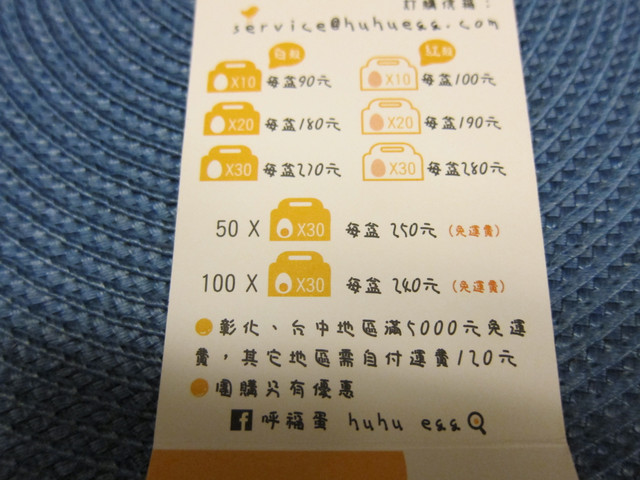 訂購信箱：
service@huhuegg.com
白殼 紅殼
X10 每盒90元 X10 每盒100元
X20 每盒180元 X20 每盒190元
X30 每盒270元 X30 每盒280元
50 X X30 每盒 250元 (免運費)
100 X X30 每盒 240元 (免運費)
彰化、台中地區滿5000元免運
費，其它地區需自付運費120元
團購另有優惠
f 呼福蛋 huhu egg